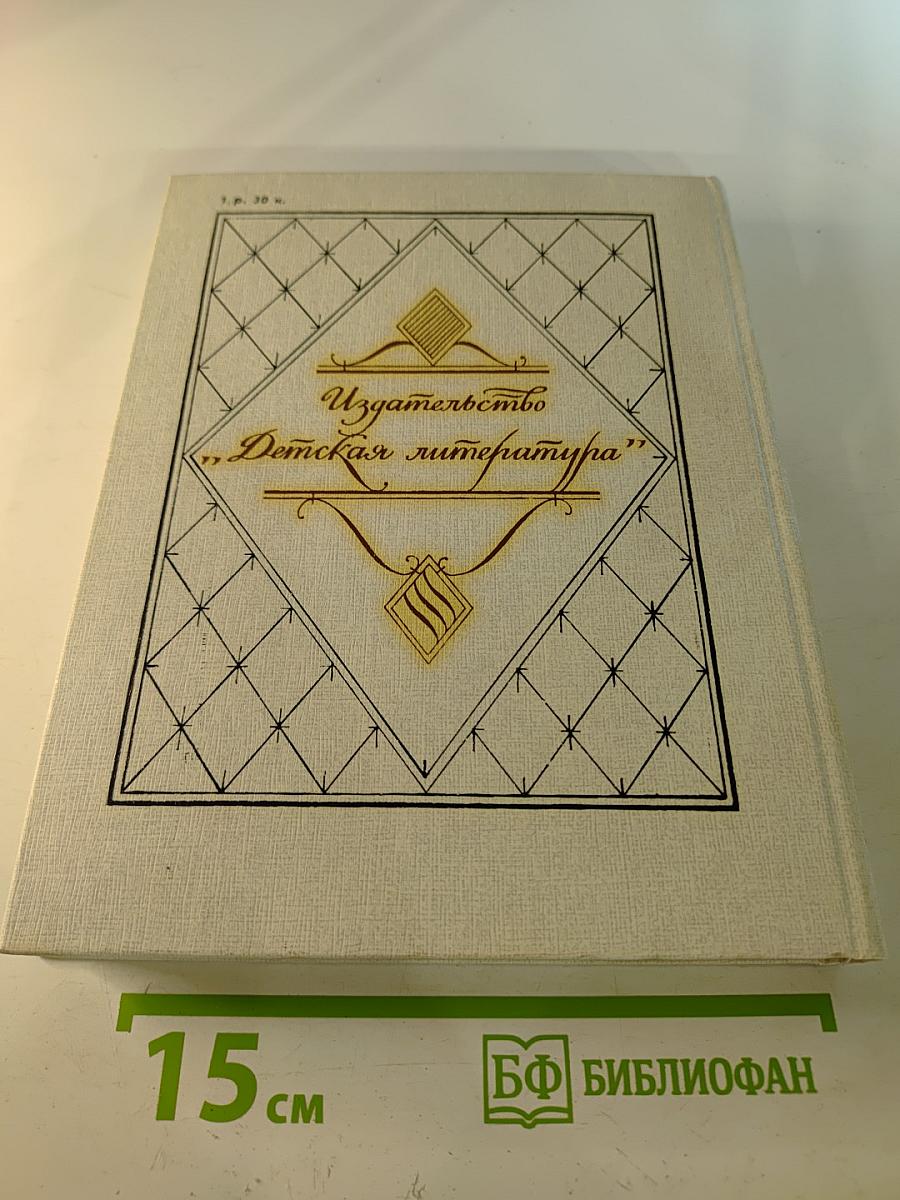 1 р. 30 к.
Издательство
„Детская литература”
15 см
БФ БИБЛИОФАН